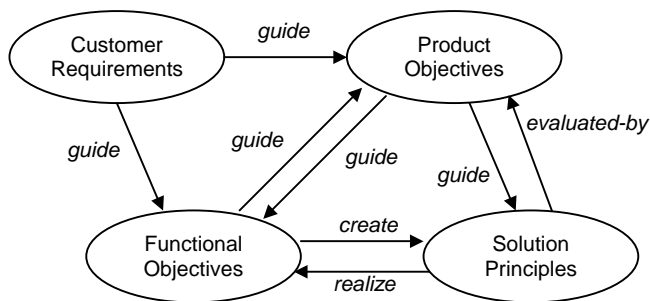 Customer
Requirements
guide
Product
Objectives
guide
guide
guide
guide
evaluated-by
Functional
Objectives
create
realize
Solution
Principles